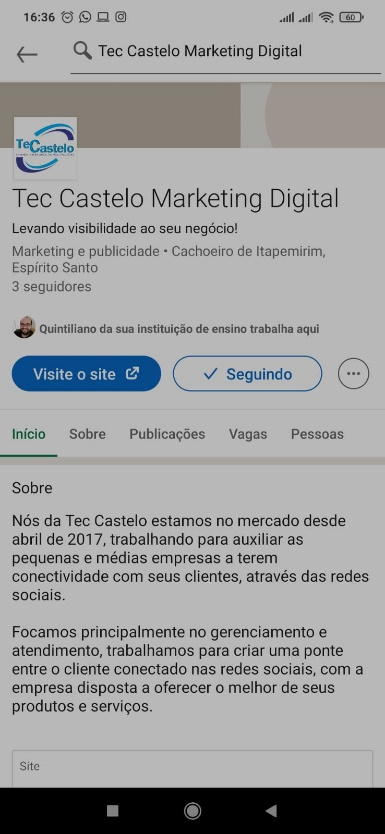 16:36
60
Tec Castelo Marketing Digital
TecCastelo
Tec Castelo Marketing Digital
Levando visibilidade ao seu negócio!
Marketing e publicidade • Cachoeiro de Itapemirim,
Espírito Santo
3 seguidores
Quintiliano da sua instituição de ensino trabalha aqui
Visite o site
Seguindo
Início Sobre Publicações Vagas Pessoas
Sobre
Nós da Tec Castelo estamos no mercado desde
abril de 2017, trabalhando para auxiliar as
pequenas e médias empresas a terem
conectividade com seus clientes, através das redes
sociais.
Focamos principalmente no gerenciamento e
atendimento, trabalhamos para criar uma ponte
entre o cliente conectado nas redes sociais, com a
empresa disposta a oferecer o melhor de seus
produtos e serviços.
Site